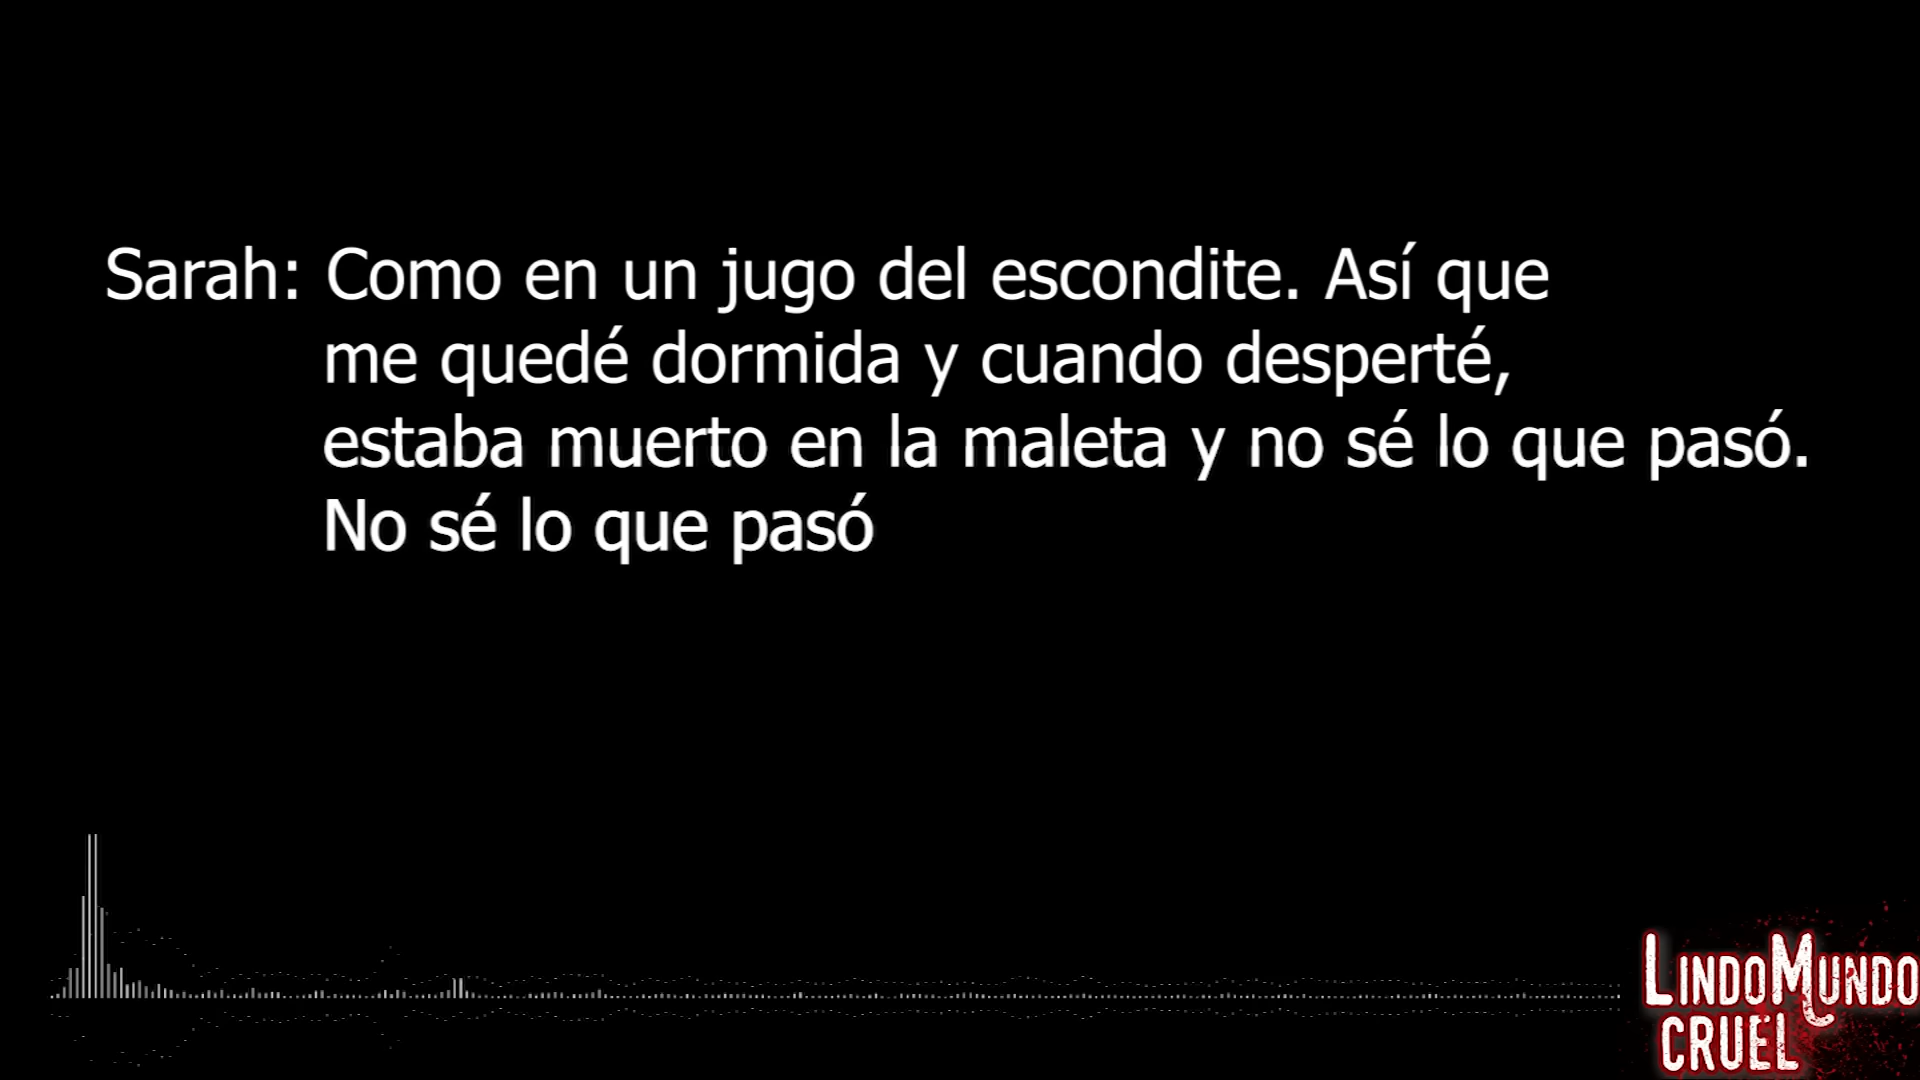 Sarah: Como en un jugo del escondite. Así que
me quedé dormida y cuando desperté,
estaba muerto en la maleta y no sé lo que pasó.
No sé lo que pasó
LINDOMUNDO
CRUEL